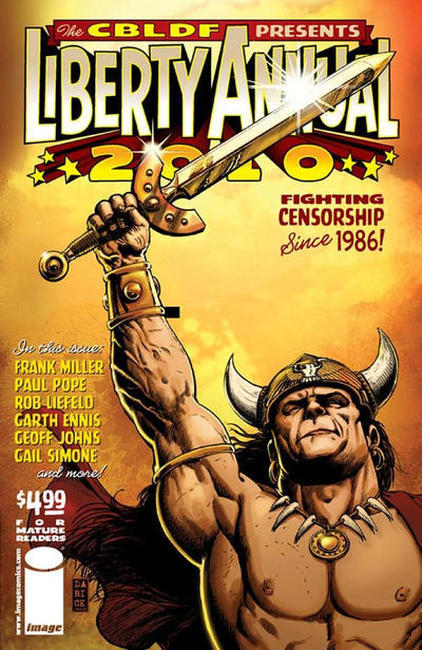 The CBLDF PRESENTS
LIBERTY ANNUAL
2010
FIGHTING
CENSORSHIP
Since 1986!
In this issue:
FRANK MILLER
PAUL POPE
ROB LIEFELD
GARTH ENNIS
GEOFF JOHNS
GAIL SIMONE
and more!
$4.99
FOR
MATURE
READERS
www.imagecomics.com
image
DARICK